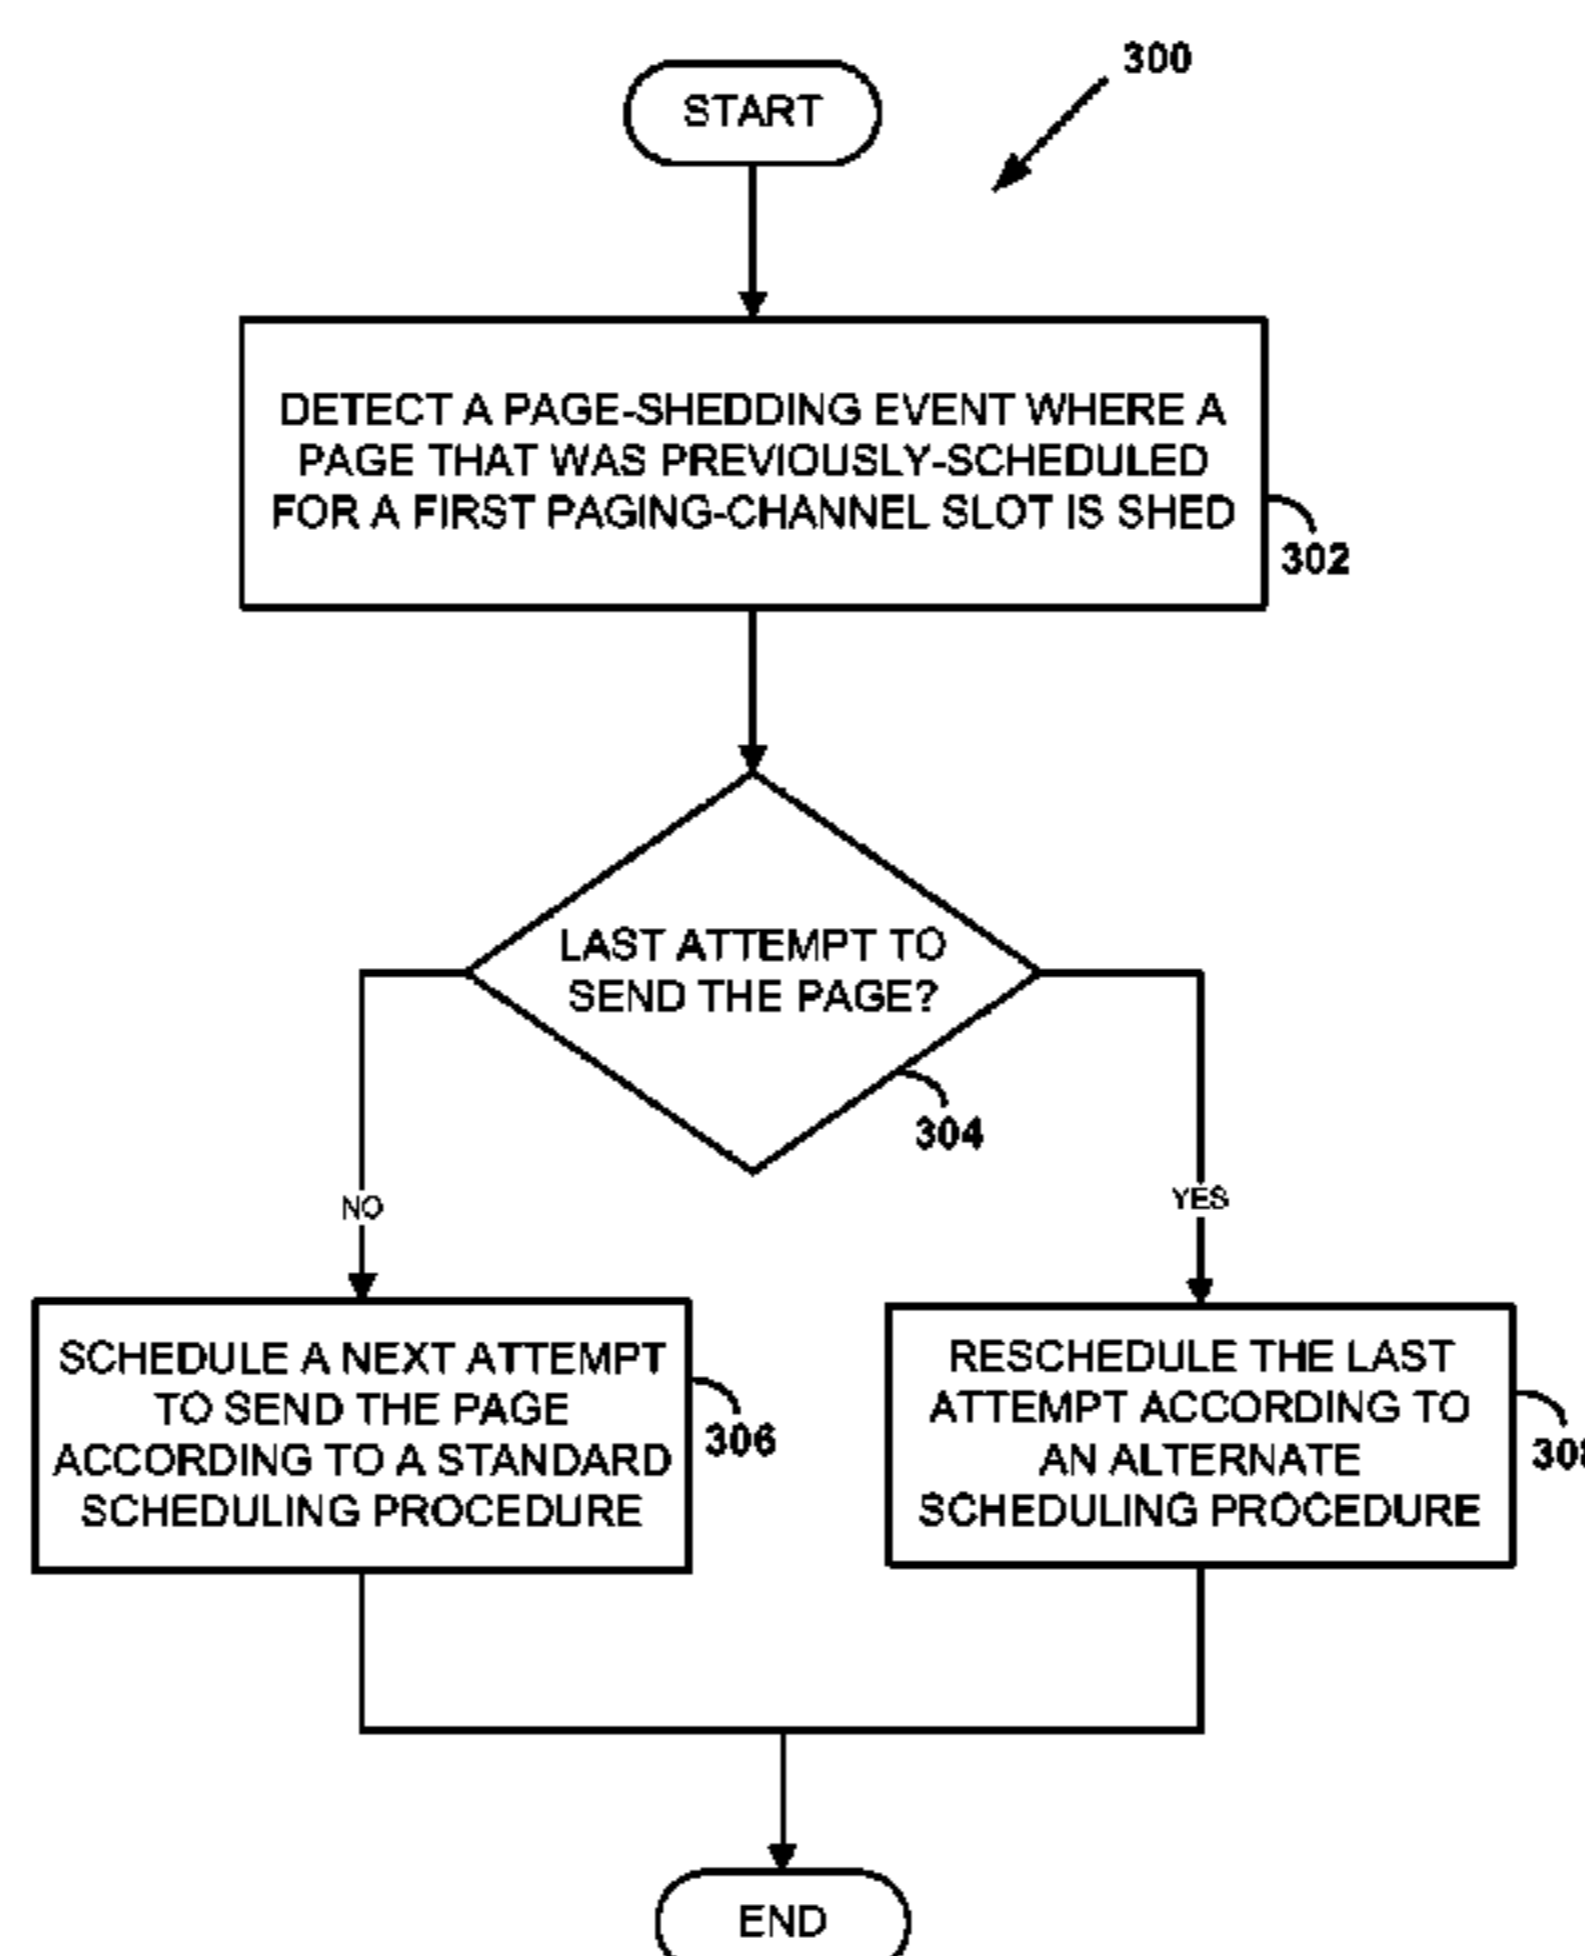 300
START
DETECT A PAGE-SHEDDING EVENT WHERE A
PAGE THAT WAS PREVIOUSLY-SCHEDULED
FOR A FIRST PAGING-CHANNEL SLOT IS SHED
302
LAST ATTEMPT TO
SEND THE PAGE?
304
NO
YES
SCHEDULE A NEXT ATTEMPT
TO SEND THE PAGE
ACCORDING TO A STANDARD
SCHEDULING PROCEDURE
306
RESCHEDULE THE LAST
ATTEMPT ACCORDING TO
AN ALTERNATE
SCHEDULING PROCEDURE
END